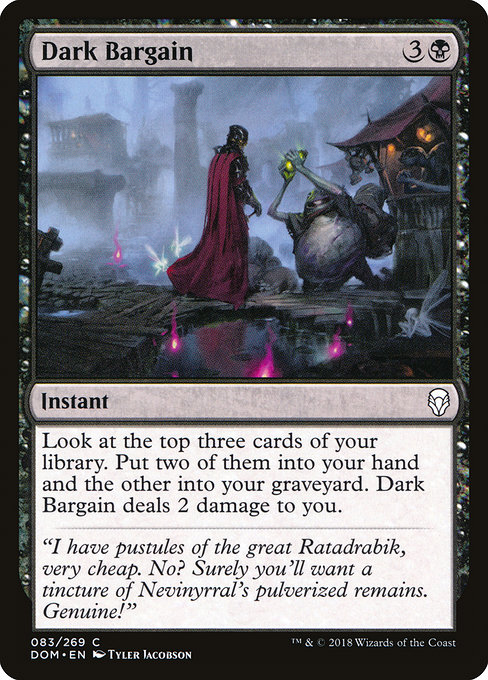 Dark Bargain 3
Instant
Look at the top three cards of your
library. Put two of them into your hand
and the other into your graveyard. Dark
Bargain deals 2 damage to you.
“I have pustules of the great Ratadrabik,
very cheap. No? Surely you’ll want a
tincture of Nevinyrral’s pulverized remains.
Genuine!”
083/269 C
DOM • EN Tyler Jacobson
™ & © 2018 Wizards of the Coast